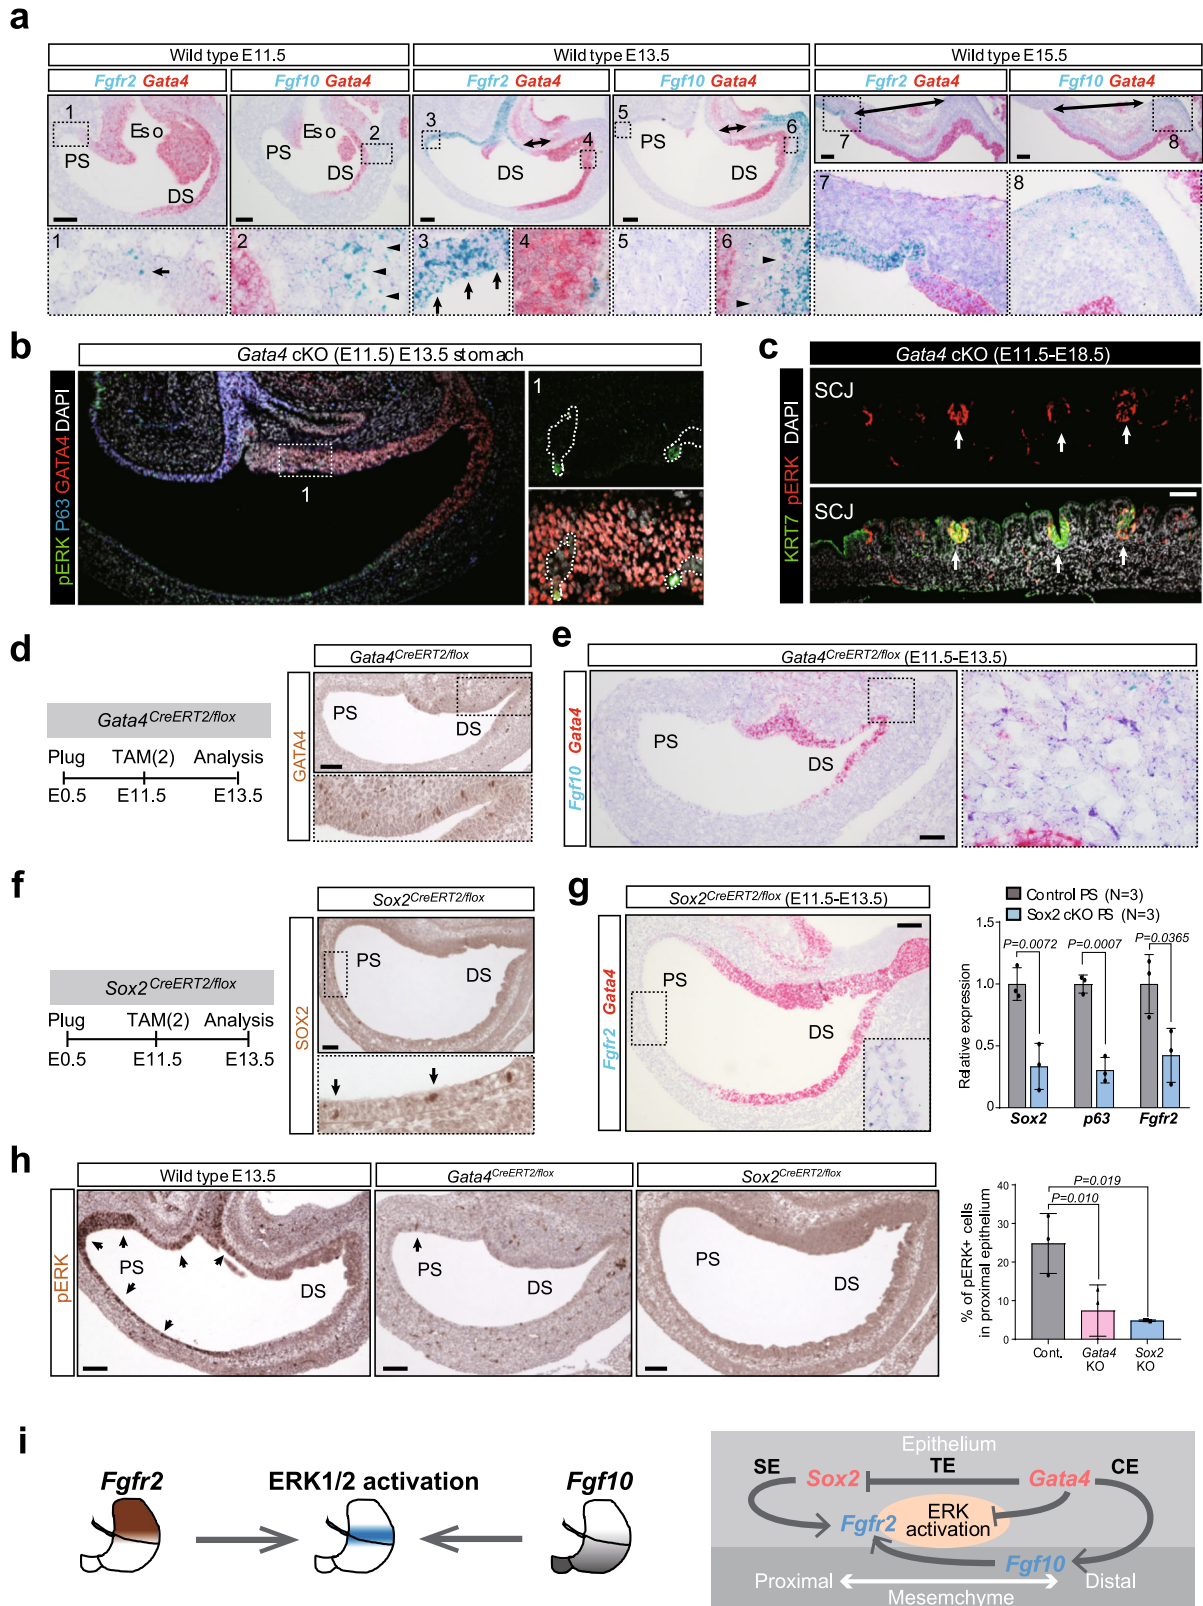 a
Wild type E11.5
Wild type E13.5
Wild type E15.5
Fgfr2 Gata4
Fgf10 Gata4
Fgfr2 Gata4
Fgf10 Gata4
Fgfr2 Gata4
Fgf10 Gata4
1
Eso
PS
DS
Eso
2
PS
DS
3
4
DS
5
6
DS
7
8
1
2
3
4
5
6
7
8
b
Gata4 cKO (E11.5) E13.5 stomach
pERK P63 GATA4 DAPI
1
1
c
Gata4 cKO (E11.5-E18.5)
KRT7 pERK DAPI
SCJ
SCJ
d
Gata4CreERT2/flox
Plug TAM(2) Analysis
E0.5 E11.5 E13.5
Gata4CreERT2/flox
GATA4
PS
DS
e
Gata4CreERT2/flox (E11.5-E13.5)
Fgf10 Gata4
PS
DS
f
Sox2CreERT2/flox
Plug TAM(2) Analysis
E0.5 E11.5 E13.5
Sox2CreERT2/flox
SOX2
PS
DS
g
Sox2CreERT2/flox (E11.5-E13.5)
Fgfr2 Gata4
PS
DS
Control PS (N=3)
Sox2 cKO PS (N=3)
Relative expression
1.5
1.0
0.5
0
P=0.0072
P=0.0007
P=0.0365
Sox2 p63 Fgfr2
h
Wild type E13.5
Gata4CreERT2/flox
Sox2CreERT2/flox
pERK
PS
DS
PS
DS
PS
DS
% of pERK+ cells
in proximal epithelium
40
30
20
10
0
P=0.019
P=0.010
Cont. Gata4 Sox2
KO KO
i
Fgfr2
ERK1/2 activation
Fgf10
Epithelium
SE
TE
CE
Sox2
Gata4
Fgfr2
ERK
activation
Fgf10
Proximal
Distal
Mesemchyme